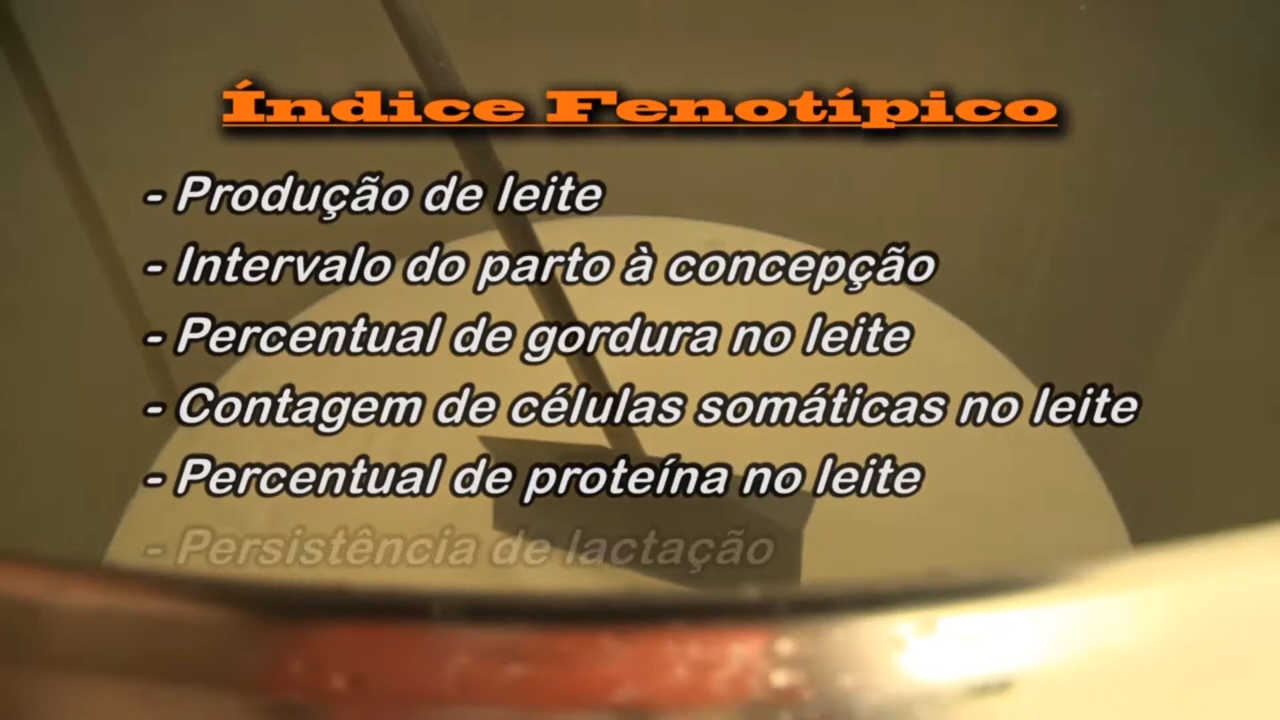 Índice Fenotípico
- Produção de leite
- Intervalo do parto à concepção
- Percentual de gordura no leite
- Contagem de células somáticas no leite
- Percentual de proteína no leite
- Persistência de lactação